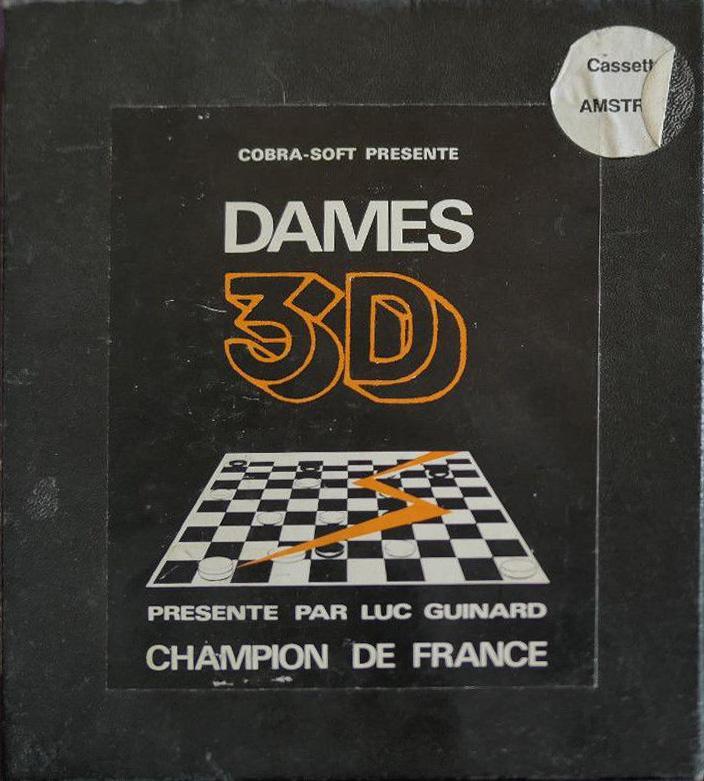 Cassett
AMSTR
COBRA-SOFT PRESENTE
DAMES
3D
PRESENTE PAR LUC GUINARD
CHAMPION DE FRANCE